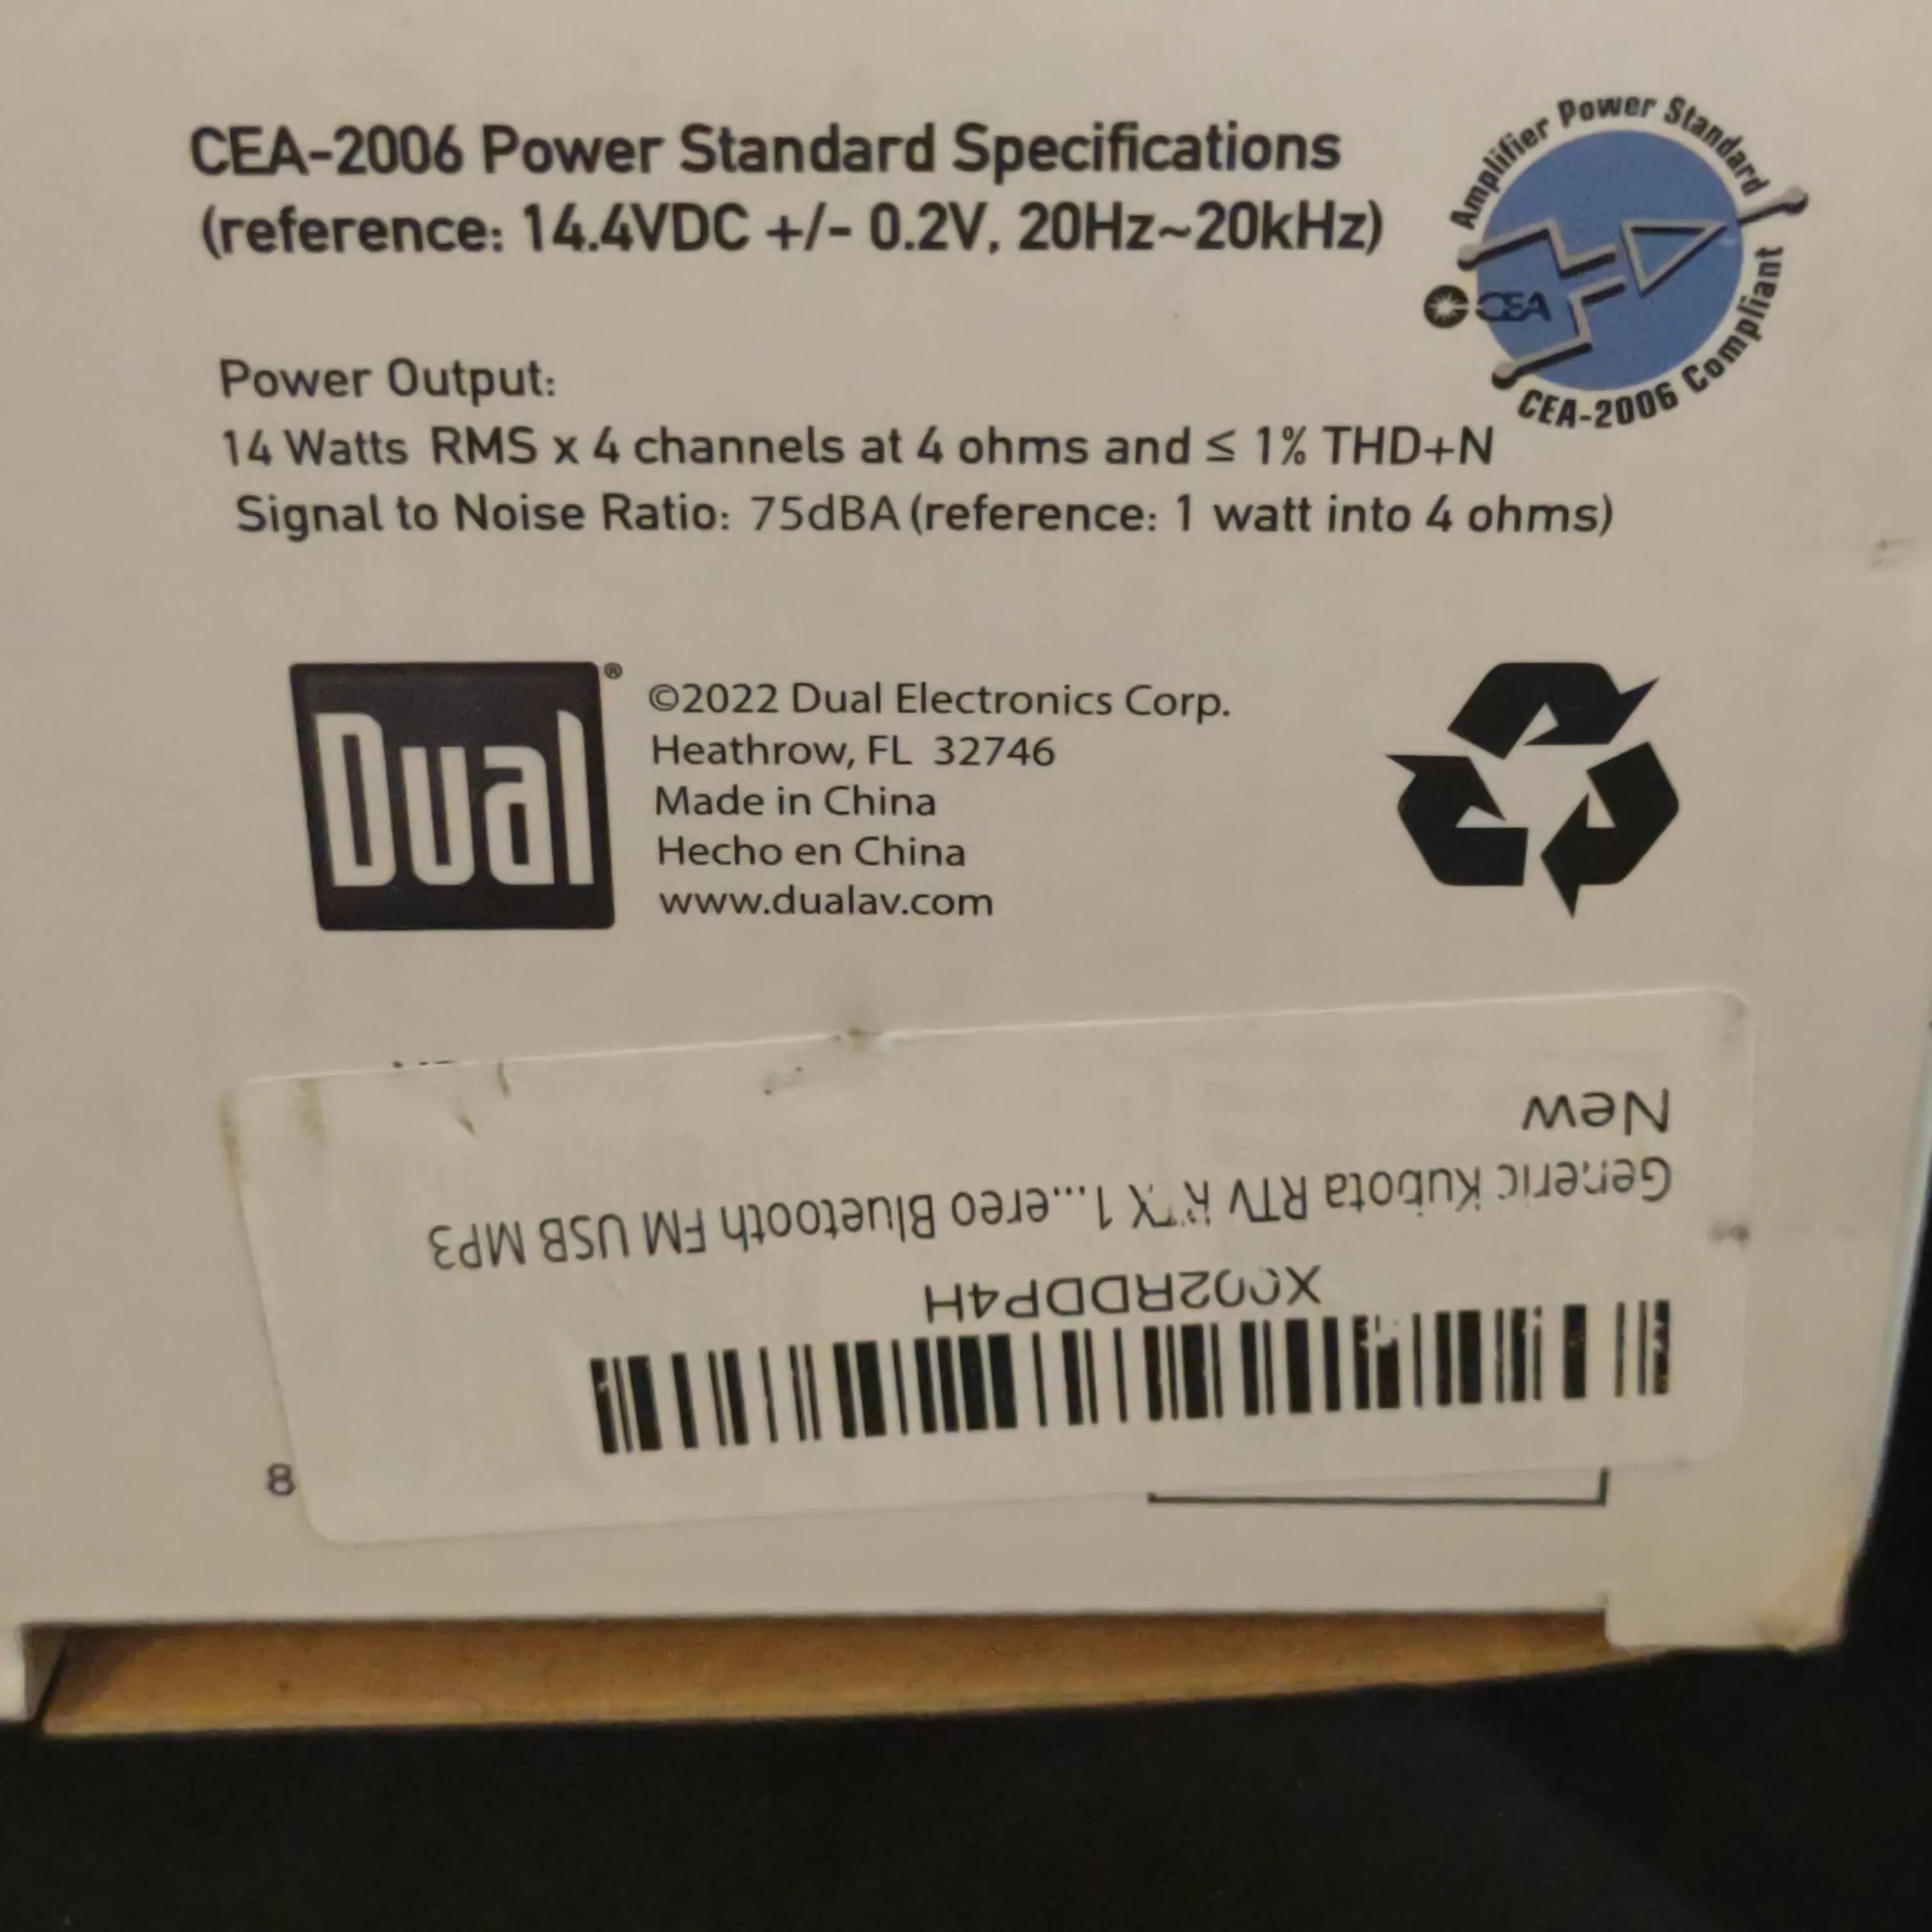 CEA-2006 Power Standard Specifications
(reference: 14.4VDC +/- 0.2V, 20Hz~20kHz)
Amplifier Power Standard
CEA
CEA-2006 Compliant
Power Output:
14 Watts RMS x 4 channels at 4 ohms and ≤ 1% THD+N
Signal to Noise Ratio: 75dBA (reference: 1 watt into 4 ohms)
Dual®
©2022 Dual Electronics Corp.
Heathrow, FL 32746
Made in China
Hecho en China
www.dualav.com
X002RDDP4H
Generic Kubota RTV RTX 1...ereo Bluetooth FM USB MP3
New
8